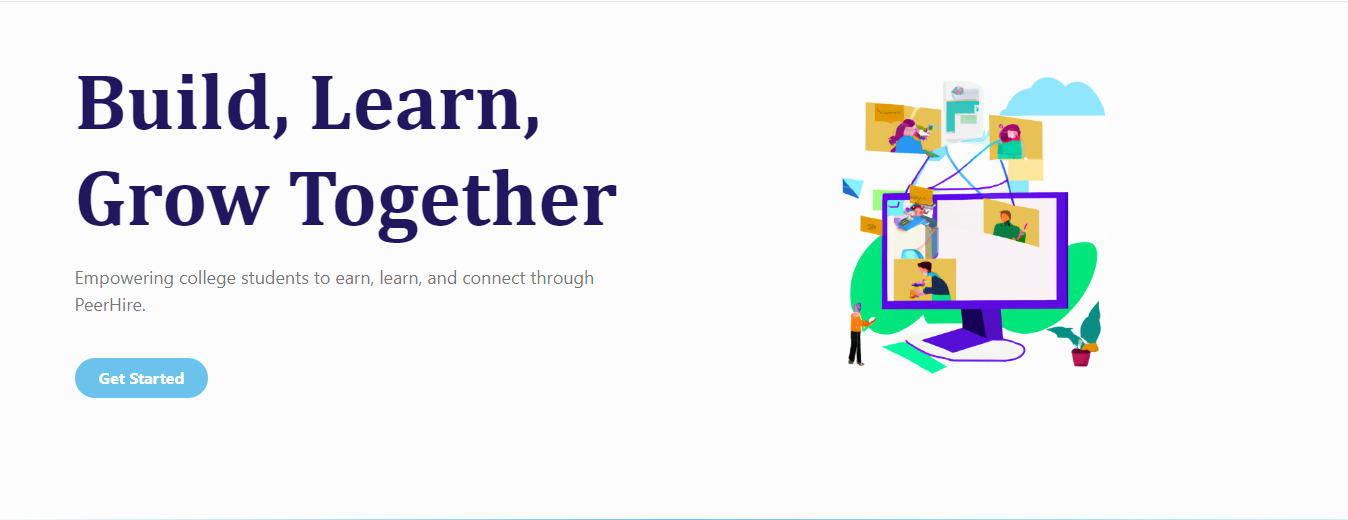 Build, Learn,
Grow Together
Empowering college students to earn, learn, and connect through
PeerHire.
Get Started